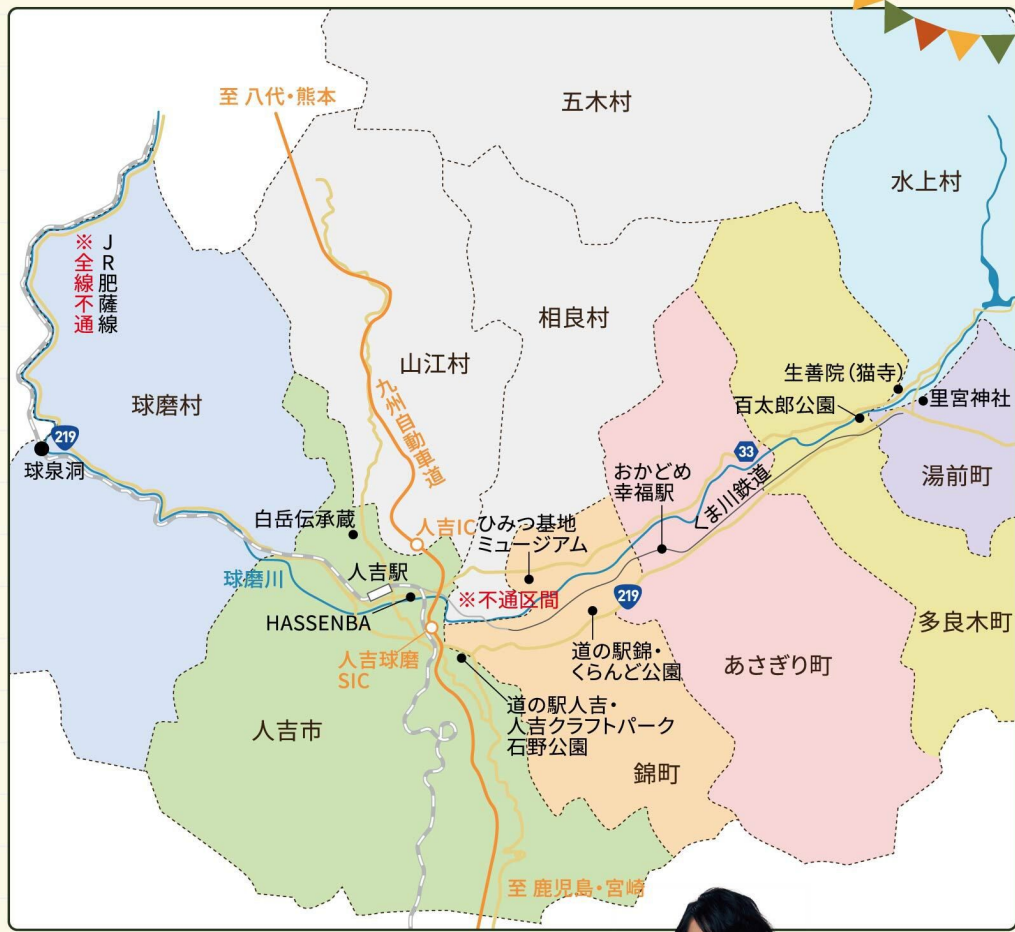 至 八代・熊本
五木村
水上村
JR肥薩線
※全線不通
相良村
山江村
九州自動車道
球磨村
生善院(猫寺)
百太郎公園
里宮神社
219
球泉洞
33
くま川鉄道
湯前町
おかどめ
幸福駅
白岳伝承蔵
人吉IC
ひみつ基地
ミュージアム
人吉駅
球磨川
※不通区間
219
HASSENBA
多良木町
人吉球磨
SIC
道の駅錦・
くらんど公園
あさぎり町
道の駅人吉・
人吉クラフトパーク
石野公園
人吉市
錦町
至 鹿児島・宮崎